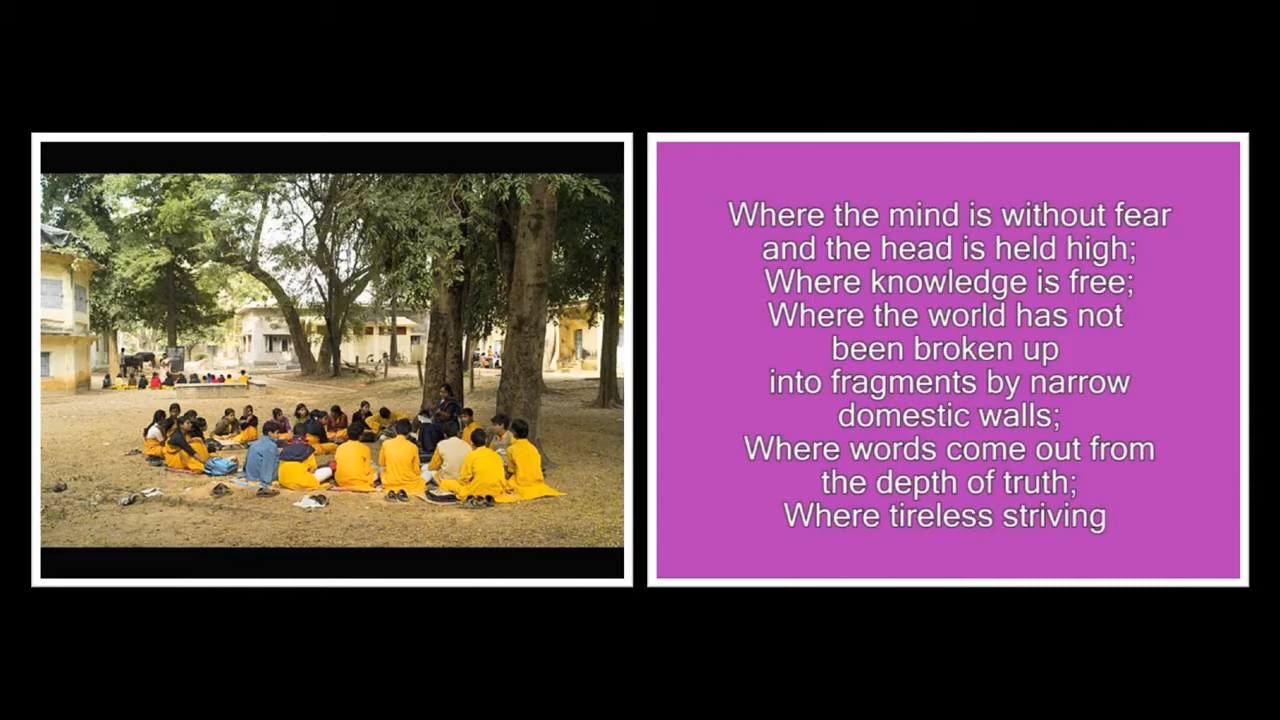 Where the mind is without fear
and the head is held high;
Where knowledge is free;
Where the world has not
been broken up
into fragments by narrow
domestic walls;
Where words come out from
the depth of truth;
Where tireless striving